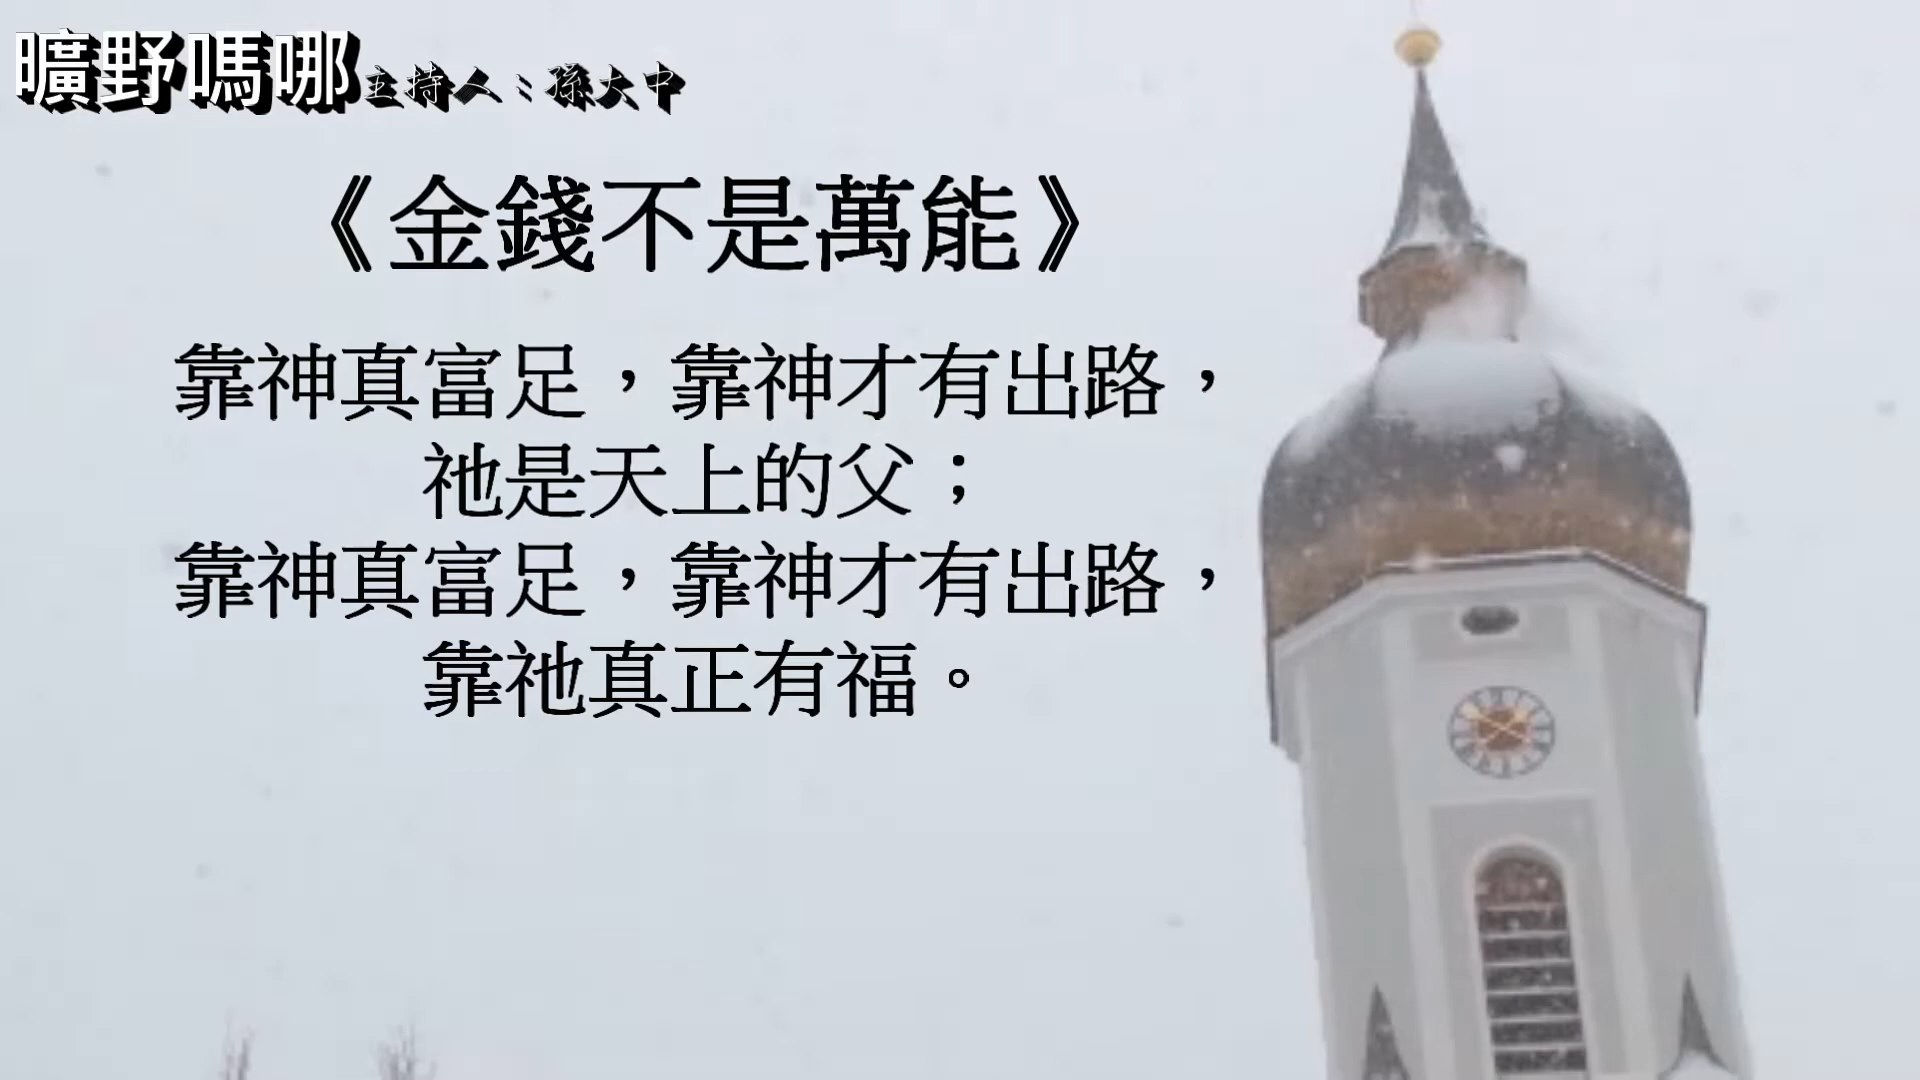 曠野嗎哪 主持人：孫大中
《金錢不是萬能》
靠神真富足，靠神才有出路，
祂是天上的父；
靠神真富足，靠神才有出路，
靠祂真正有福。